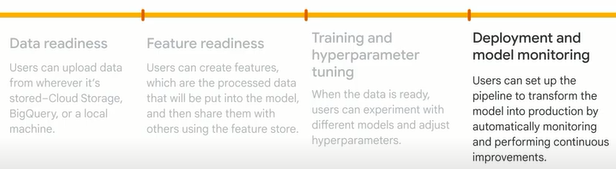 Data readiness
Users can upload data
from wherever it's
stored–Cloud Storage,
BigQuery, or a local
machine.
Feature readiness
Users can create features,
which are the processed data
that will be put into the model,
and then share them with
others using the feature store.
Training and
hyperparameter
tuning
When the data is ready,
users can experiment with
different models and adjust
hyperparameters.
Deployment and
model monitoring
Users can set up the
pipeline to transform the
model into production by
automatically monitoring
and performing continuous
improvements.